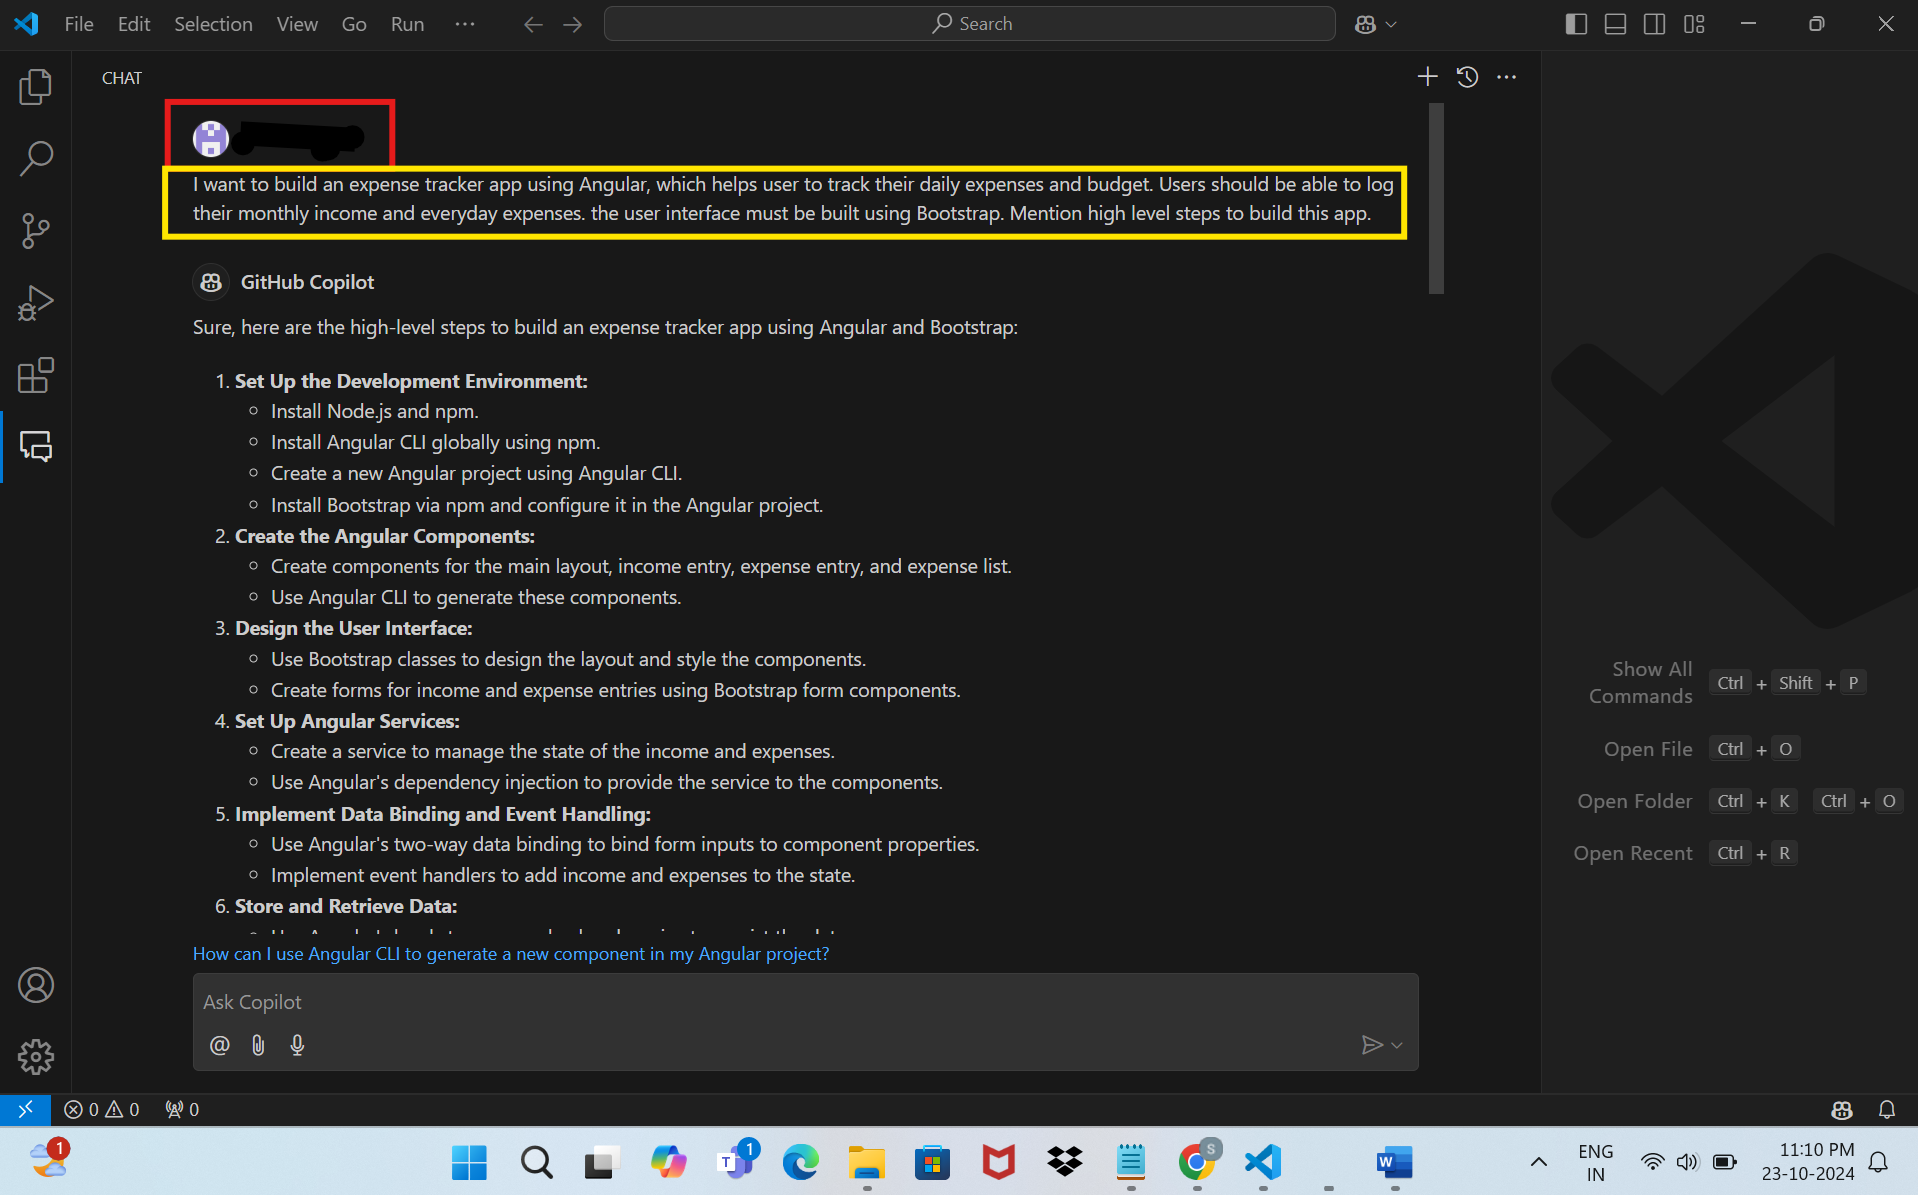 File Edit Selection View Go Run ··· Search
CHAT
I want to build an expense tracker app using Angular, which helps user to track their daily expenses and budget. Users should be able to log
their monthly income and everyday expenses. the user interface must be built using Bootstrap. Mention high level steps to build this app.
GitHub Copilot
Sure, here are the high-level steps to build an expense tracker app using Angular and Bootstrap:
1. Set Up the Development Environment:
Install Node.js and npm.
Install Angular CLI globally using npm.
Create a new Angular project using Angular CLI.
Install Bootstrap via npm and configure it in the Angular project.
2. Create the Angular Components:
Create components for the main layout, income entry, expense entry, and expense list.
Use Angular CLI to generate these components.
3. Design the User Interface:
Use Bootstrap classes to design the layout and style the components.
Create forms for income and expense entries using Bootstrap form components.
4. Set Up Angular Services:
Create a service to manage the state of the income and expenses.
Use Angular's dependency injection to provide the service to the components.
5. Implement Data Binding and Event Handling:
Use Angular's two-way data binding to bind form inputs to component properties.
Implement event handlers to add income and expenses to the state.
6. Store and Retrieve Data:
How can I use Angular CLI to generate a new component in my Angular project?
Ask Copilot
@
Show All
Commands Ctrl + Shift + P
Open File Ctrl + O
Open Folder Ctrl + K Ctrl + O
Open Recent Ctrl + R
0 0 0
1
T 1
S
W
ENG
IN
11:10 PM
23-10-2024